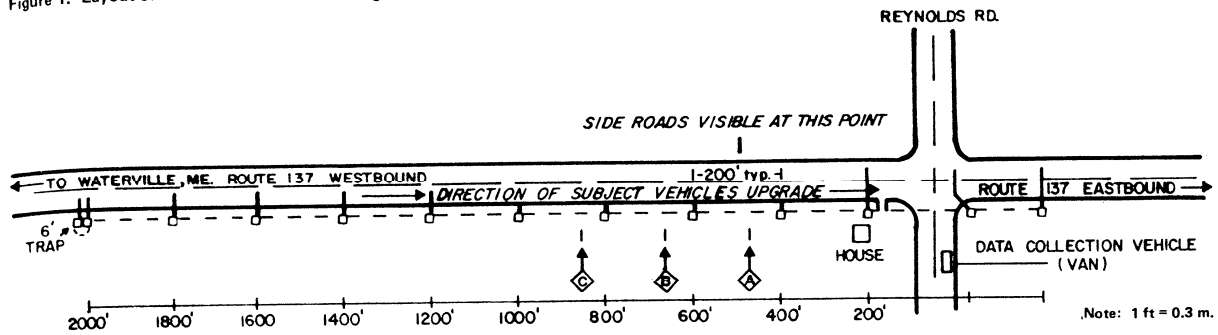 Figure 1.
REYNOLDS RD.
SIDE ROADS VISIBLE AT THIS POINT
TO WATERVILLE, ME. ROUTE 137 WESTBOUND
200' typ.
DIRECTION OF SUBJECT VEHICLES UPGRADE
ROUTE 137 EASTBOUND
6'
TRAP
HOUSE
DATA COLLECTION VEHICLE
(VAN)
C
B
A
2000' 1800' 1600' 1400' 1200' 1000' 800' 600' 400' 200'
Note: 1 ft = 0.3 m.